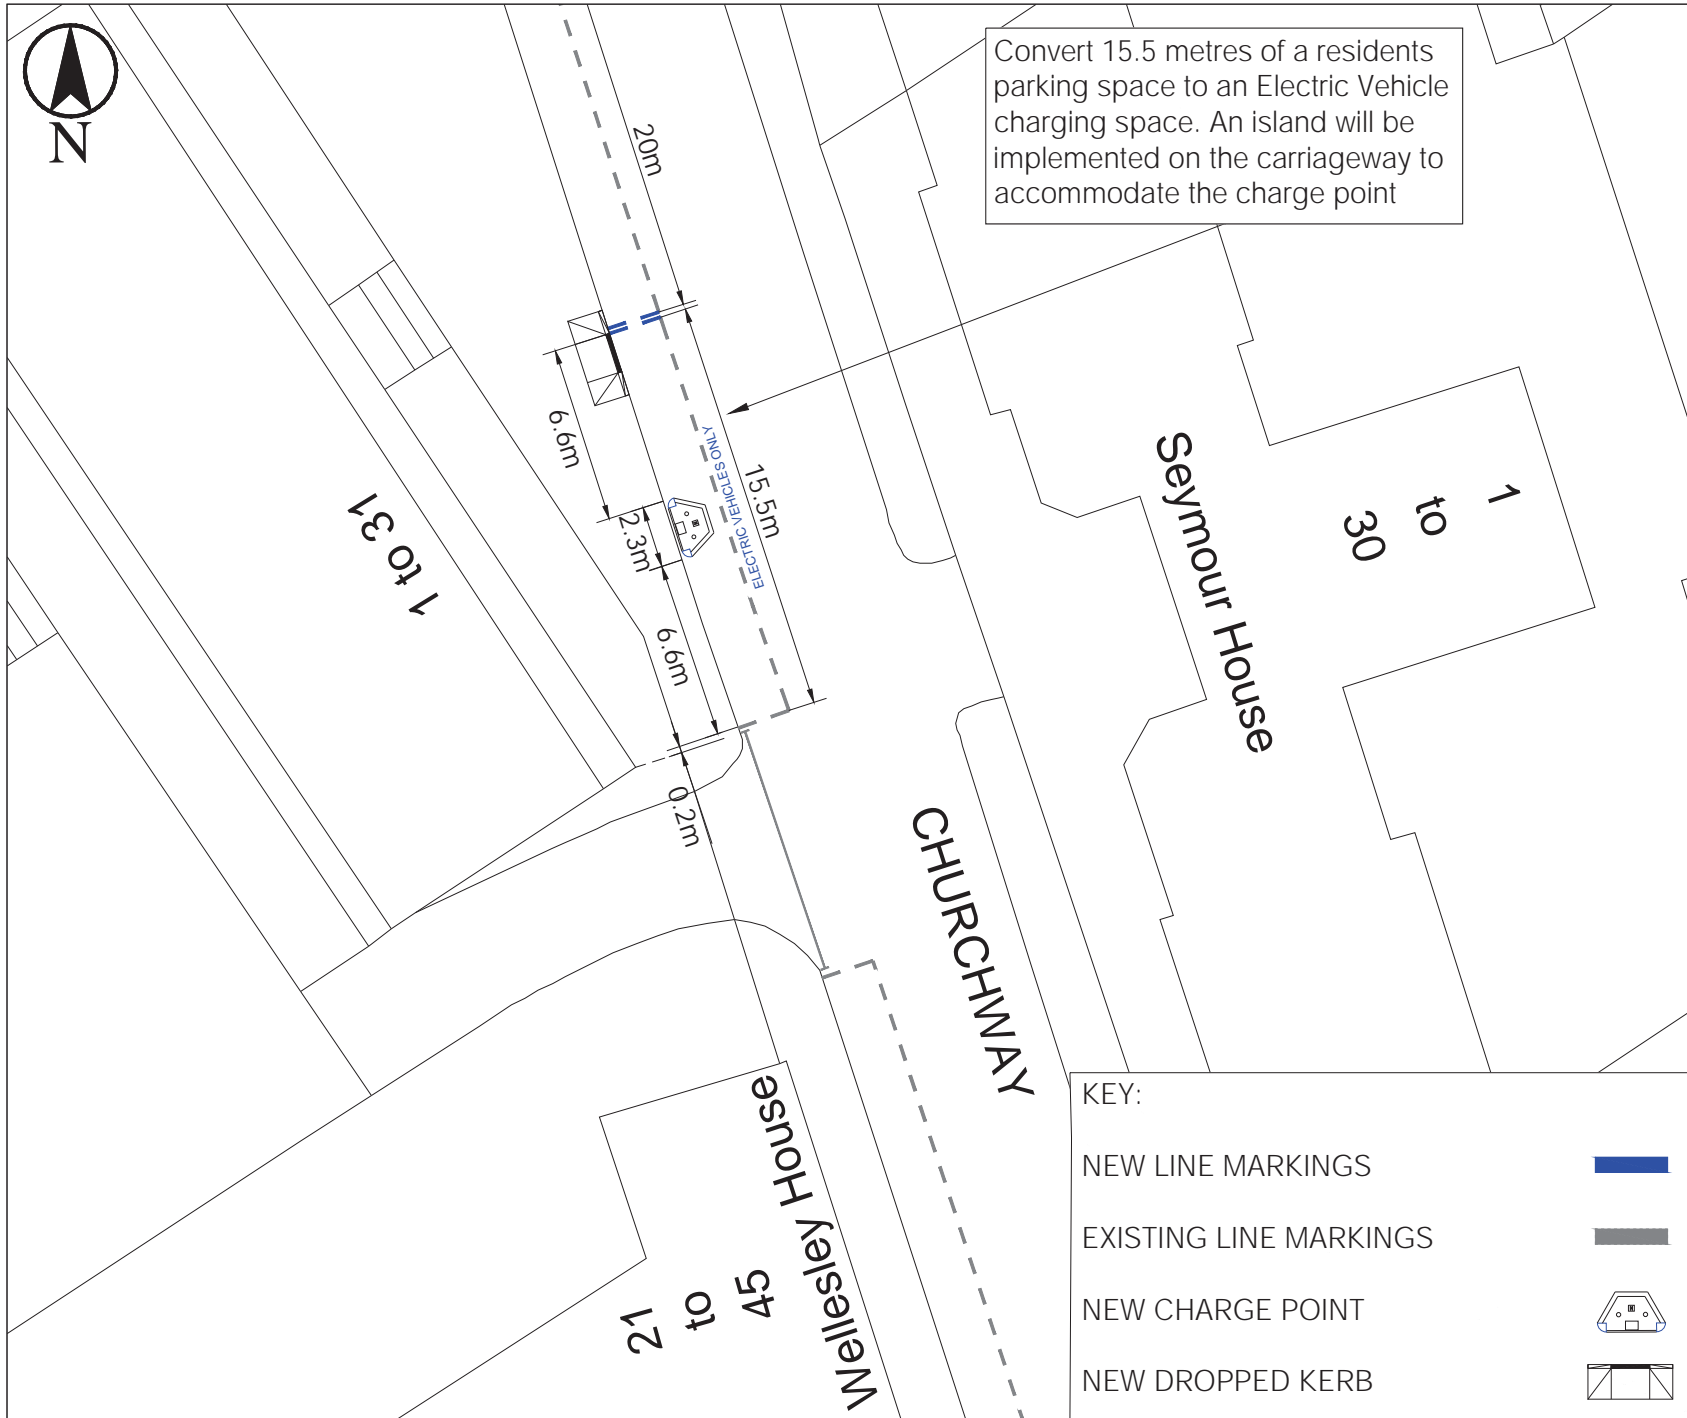 N
Convert 15.5 metres of a residents
parking space to an Electric Vehicle
charging space. An island will be
implemented on the carriageway to
accommodate the charge point
20m
6.6m
2.3m
15.5m
ELECTRIC VEHICLES ONLY
6.6m
0.2m
1 to 31
Seymour House
1
to
30
CHURCHWAY
Wellesley House
45
to
21
KEY:
NEW LINE MARKINGS
EXISTING LINE MARKINGS
NEW CHARGE POINT
NEW DROPPED KERB